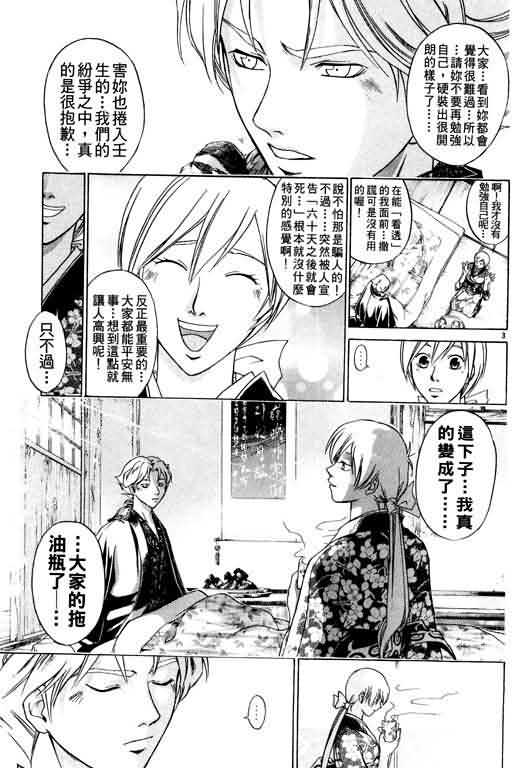 大家…看到妳都會
覺得很難過…所以
…請妳不要再勉強
自己，硬裝出很開
朗的樣子了……
害妳也捲入壬
生的…我們的
紛爭之中，真
的是很抱歉…
啊！我才沒有
勉強自己呢…
在能「看透」
的我面前，撒
謊可是沒有用
的喔！
說不怕那是騙人的！
不過……突然被人宣
告「六十天之後就會
死…」根本就沒什麼
特別的感覺啊！
反正最重要的
大家都能平安無
事…想到這點就
讓人高興呢！
只不過…
3
這下子…我真
的變成了……
…大家的拖
油瓶了……
…
…